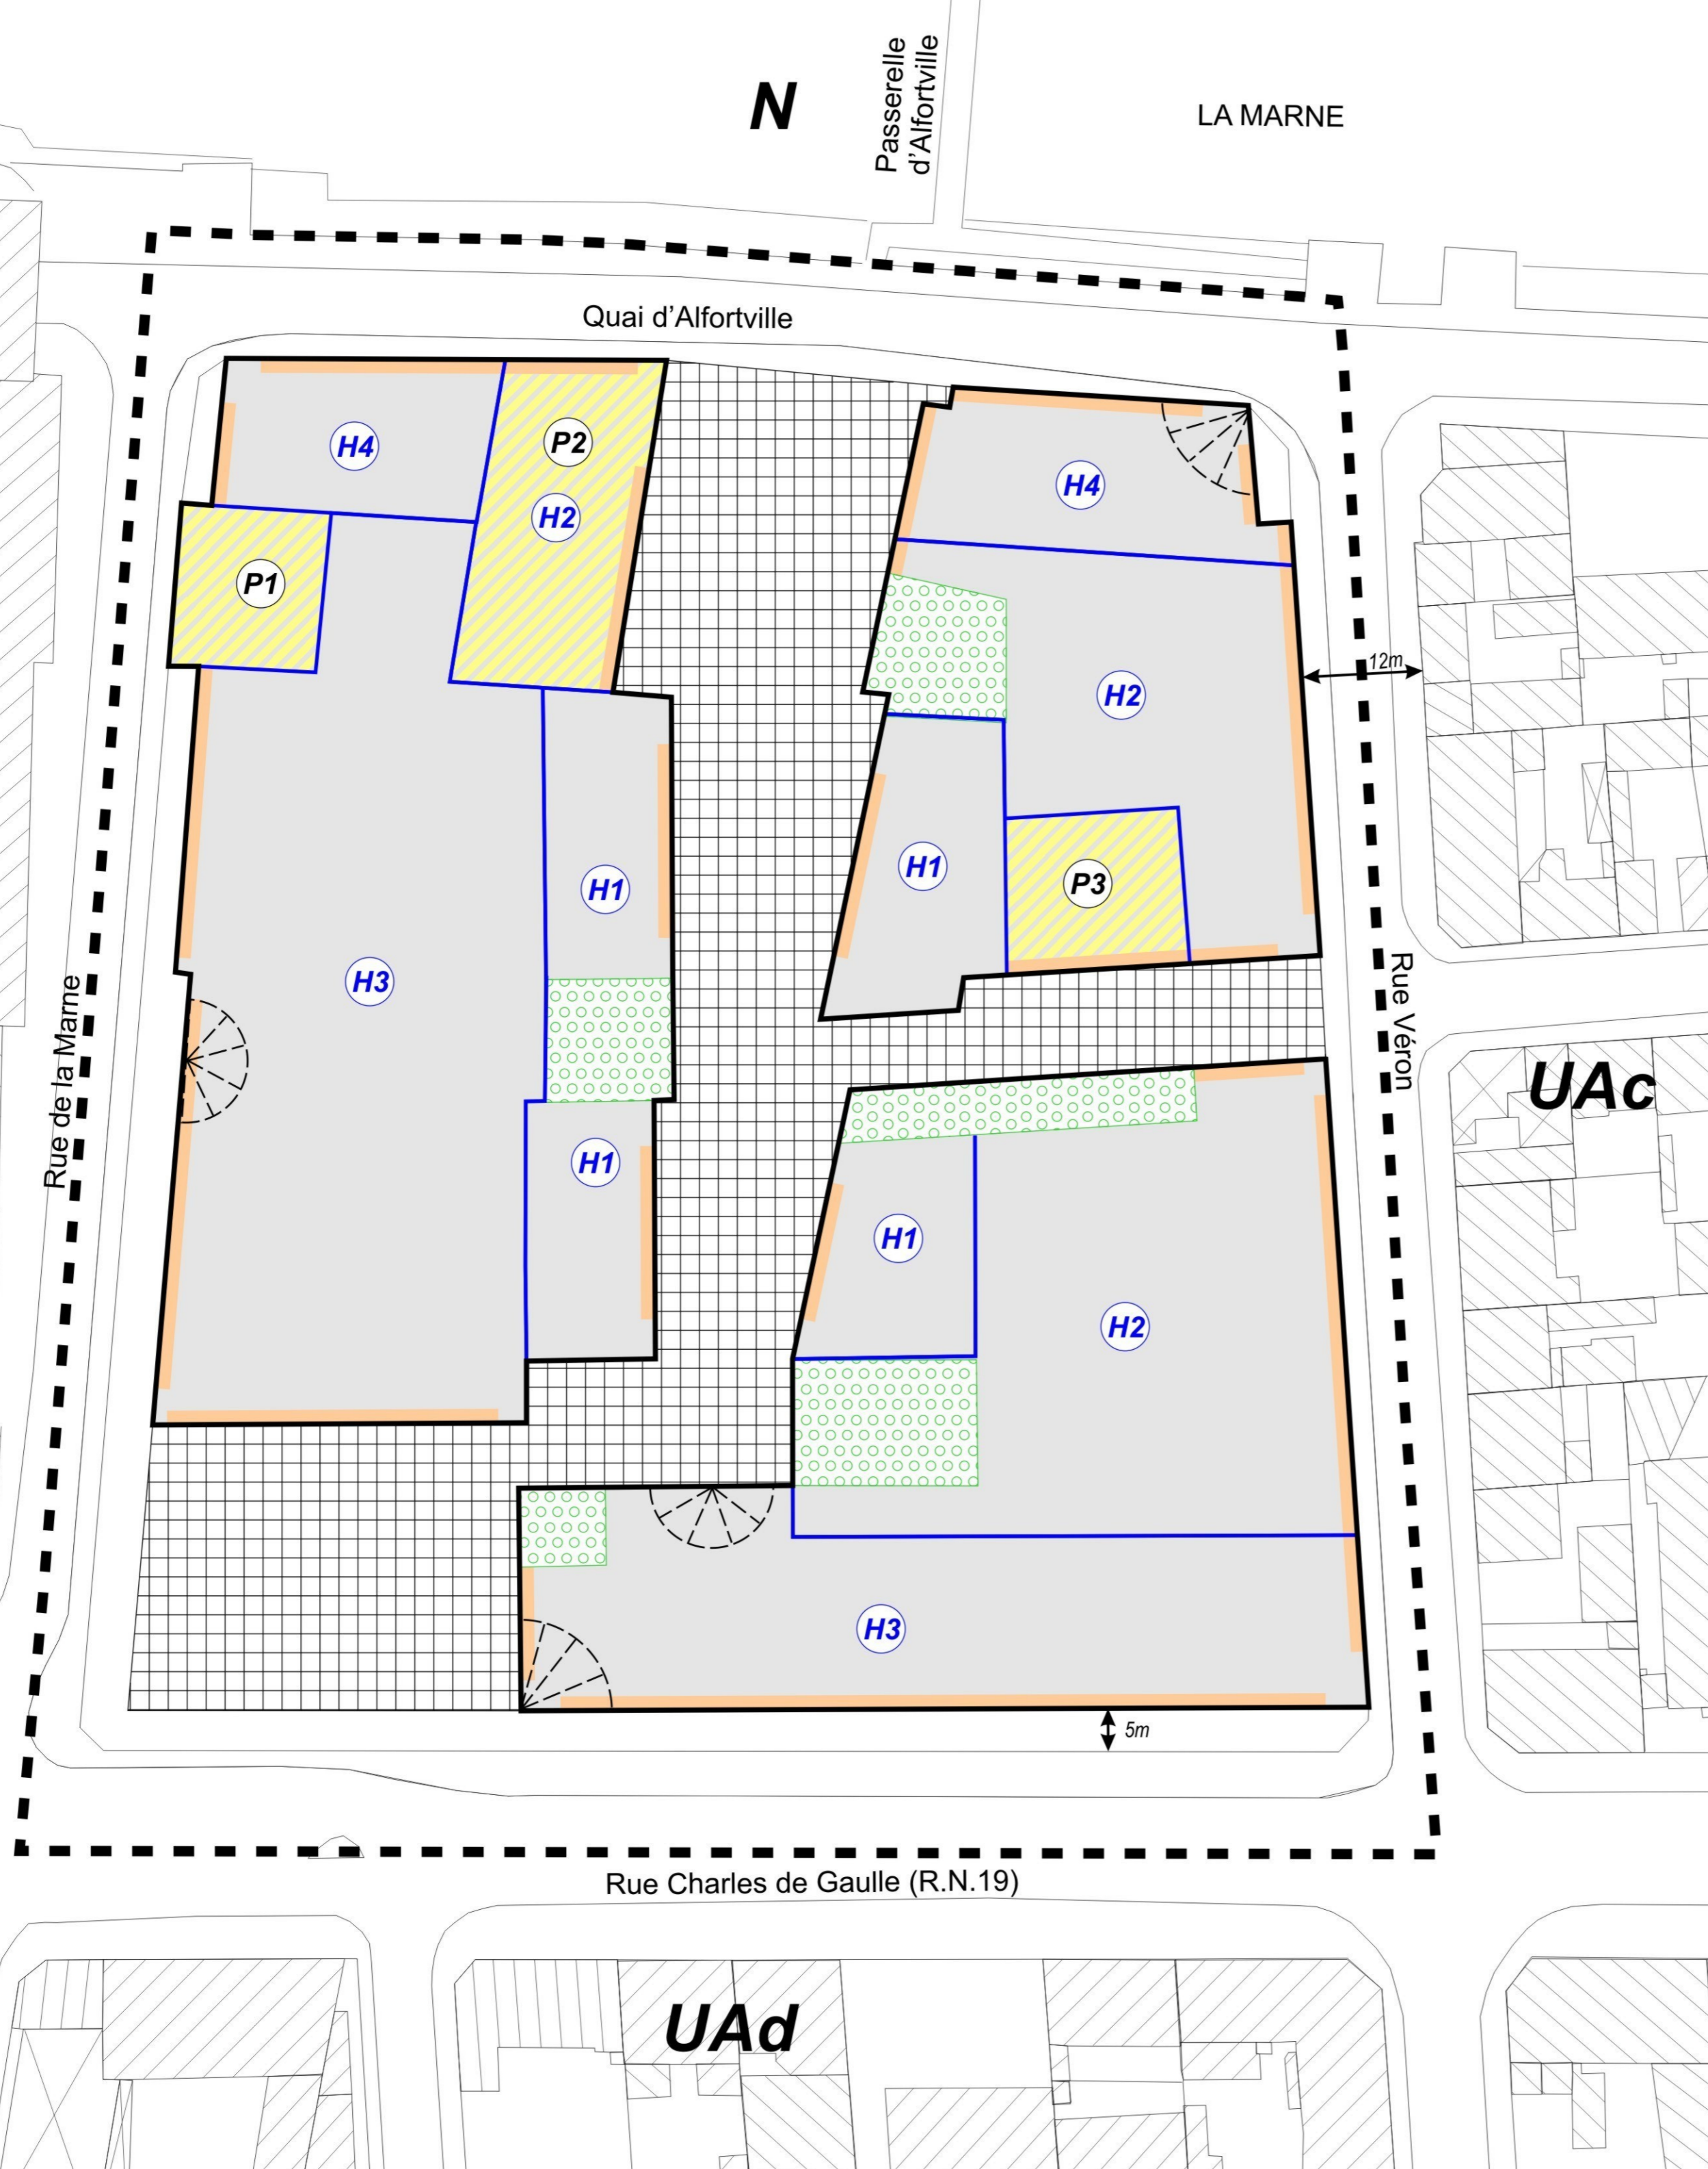 N
Passerelle
d'Alfortville
LA MARNE
Quai d'Alfortville
H4
P2
H2
P1
H4
H2
12m
H1
H1
P3
H3
Rue de la Marne
Rue Véron
UAc
H1
H1
H2
H3
5m
Rue Charles de Gaulle (R.N.19)
UAd